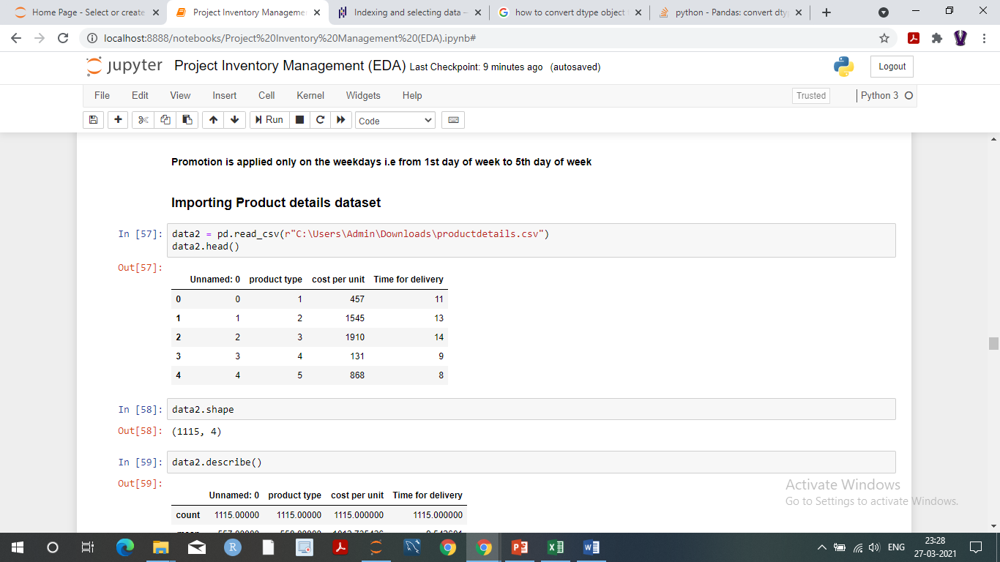 Home Page - Select or create
Project Inventory Manageme
Indexing and selecting data –
how to convert dtype object
python - Pandas: convert dty
localhost:8888/notebooks/Project%20Inventory%20Management%20(EDA).ipynb#
jupyter Project Inventory Management (EDA) Last Checkpoint: 9 minutes ago (autosaved)
Logout
File Edit View Insert Cell Kernel Widgets Help
Trusted
Python 3
Run
Code
Promotion is applied only on the weekdays i.e from 1st day of week to 5th day of week
Importing Product details dataset
In [57]: data2 = pd.read_csv(r"C:\Users\Admin\Downloads\productdetails.csv")
data2.head()
Out[57]:
Unnamed: 0 product type cost per unit Time for delivery
0 0 1 457 11
1 1 2 1545 13
2 2 3 1910 14
3 3 4 131 9
4 4 5 868 8
In [58]: data2.shape
Out[58]: (1115, 4)
In [59]: data2.describe()
Out[59]:
Unnamed: 0 product type cost per unit Time for delivery
count 1115.00000 1115.00000 1115.000000 1115.000000
Activate Windows
Go to Settings to activate Windows.
ENG
23:28
27-03-2021